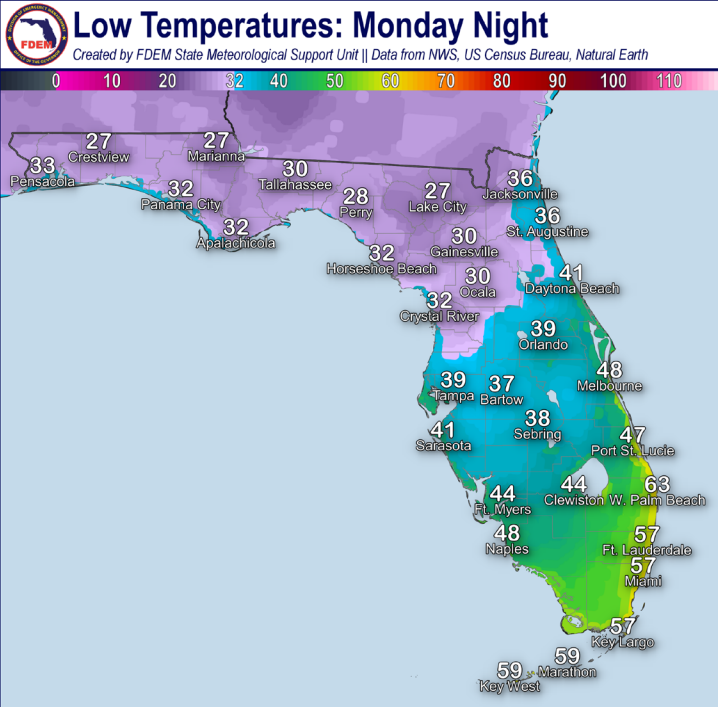 Low Temperatures: Monday Night
Created by FDEM State Meteorological Support Unit || Data from NWS, US Census Bureau, Natural Earth
FDEM
0 10 20 32 40 50 60 70 80 90 100 110
27
Crestview
27
Marianna
33
Pensacola
30
Tallahassee
32
Panama City
28
Perry
27
Lake City
36
Jacksonville
32
Apalachicola
36
St. Augustine
30
Gainesville
32
Horseshoe Beach
30
Ocala
41
Daytona Beach
32
Crystal River
39
Orlando
39
Tampa
37
Bartow
48
Melbourne
38
Sebring
41
Sarasota
47
Port St. Lucie
44
Ft. Myers
44
Clewiston
63
W. Palm Beach
48
Naples
57
Ft. Lauderdale
57
Miami
57
Key Largo
59
Marathon
59
Key West